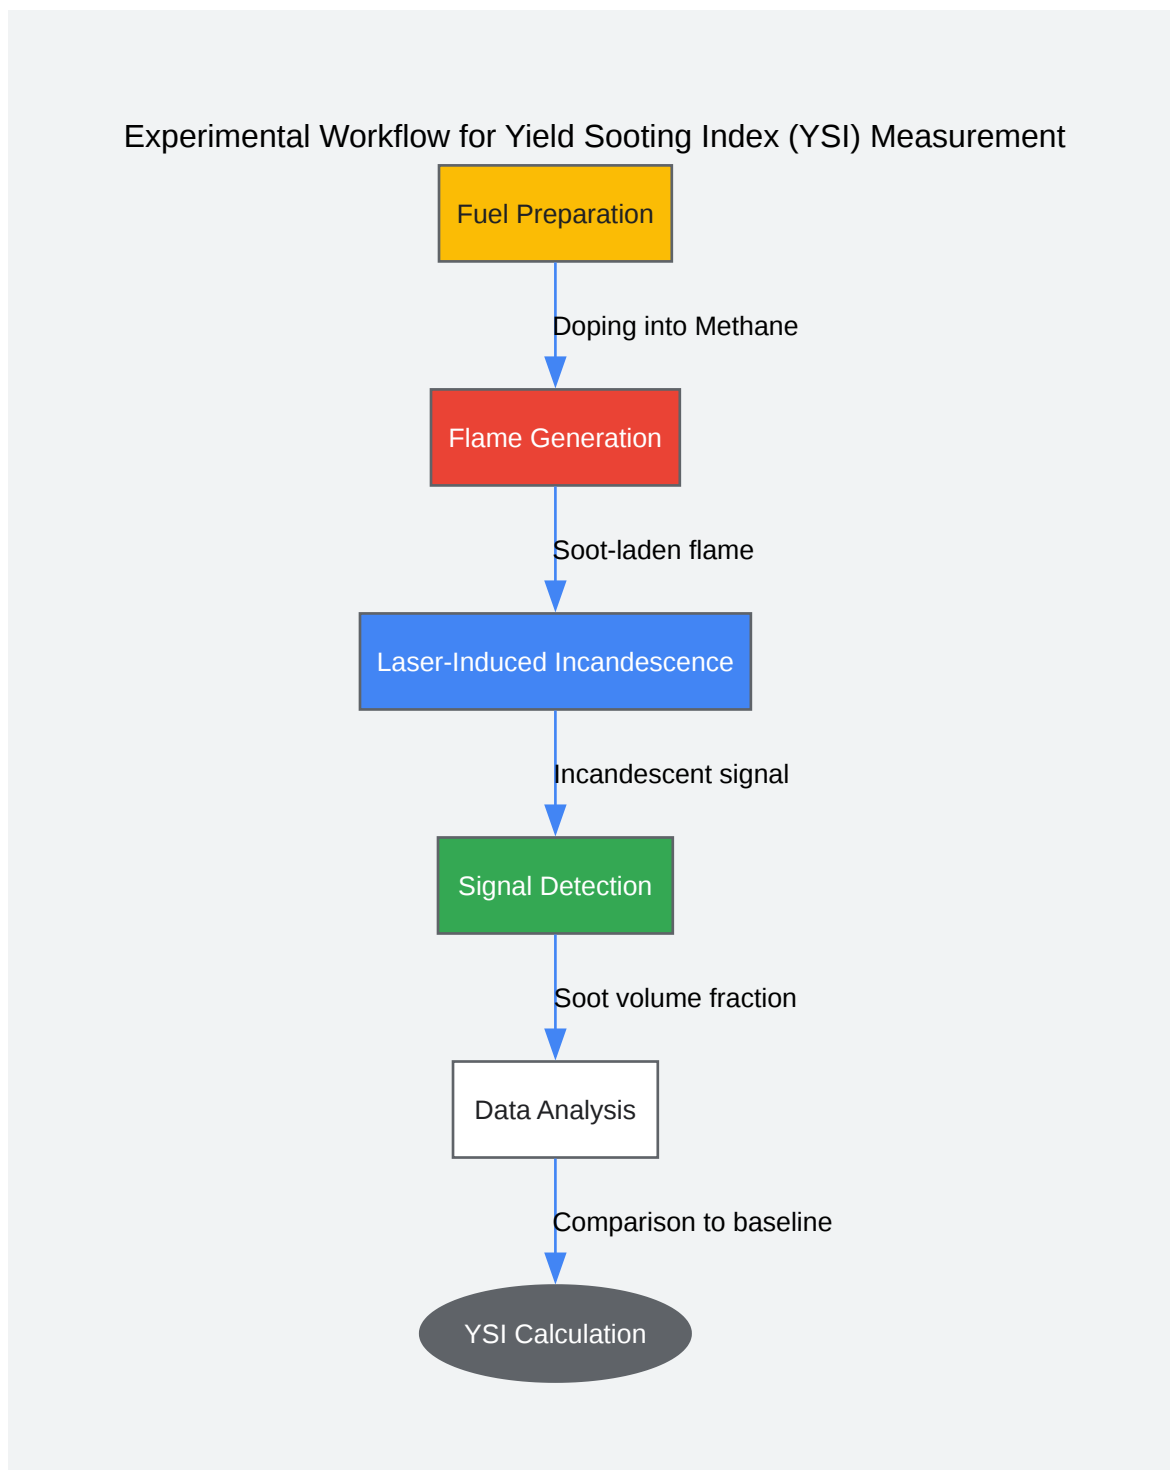 Experimental Workflow for Yield Sooting Index (YSI) Measurement
Fuel Preparation
Doping into Methane
Flame Generation
Soot-laden flame
Laser-Induced Incandescence
Incandescent signal
Signal Detection
Soot volume fraction
Data Analysis
Comparison to baseline
YSI Calculation